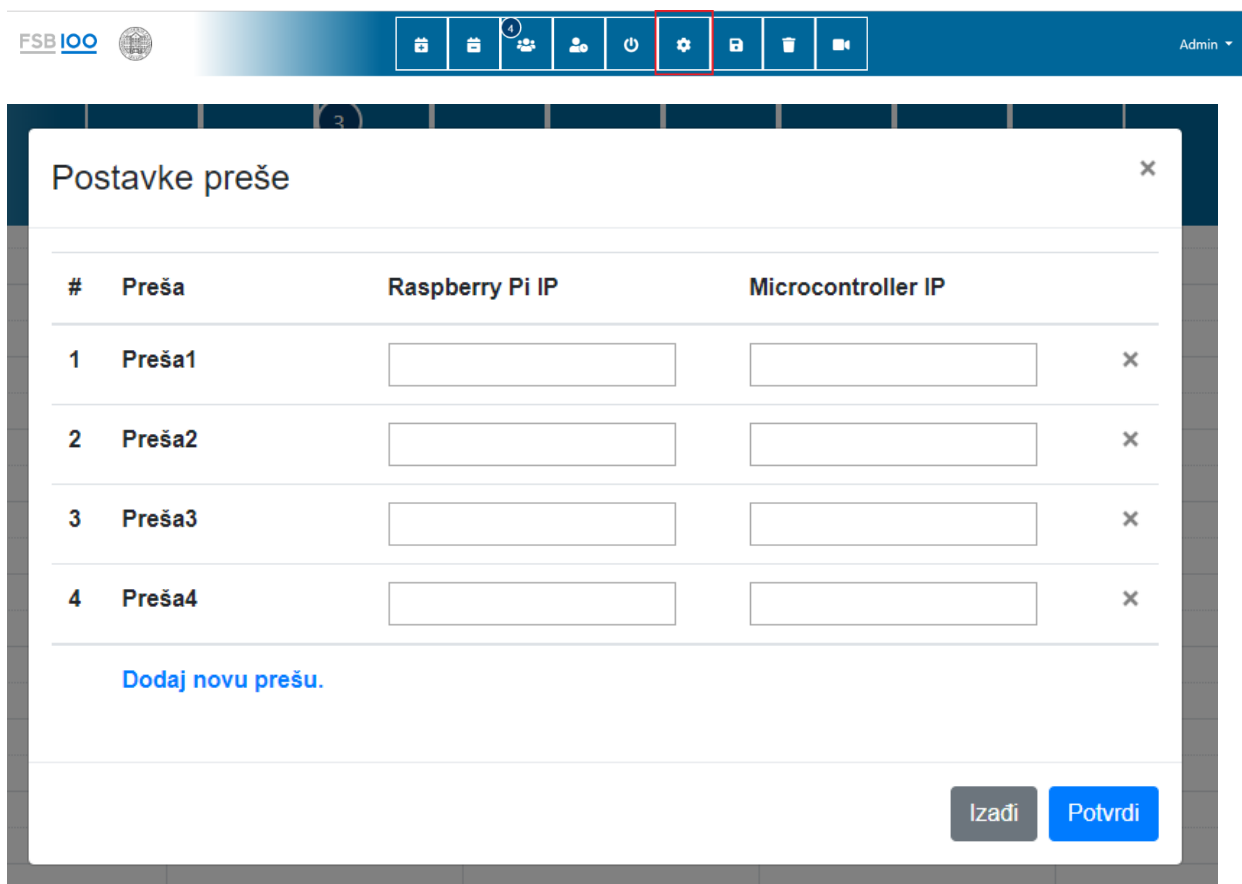 FSB 100
4
Admin
3
Postavke preše
×
# Preša Raspberry Pi IP Microcontroller IP
1 Preša1 ×
2 Preša2 ×
3 Preša3 ×
4 Preša4 ×
Dodaj novu prešu.
Izađi Potvrdi